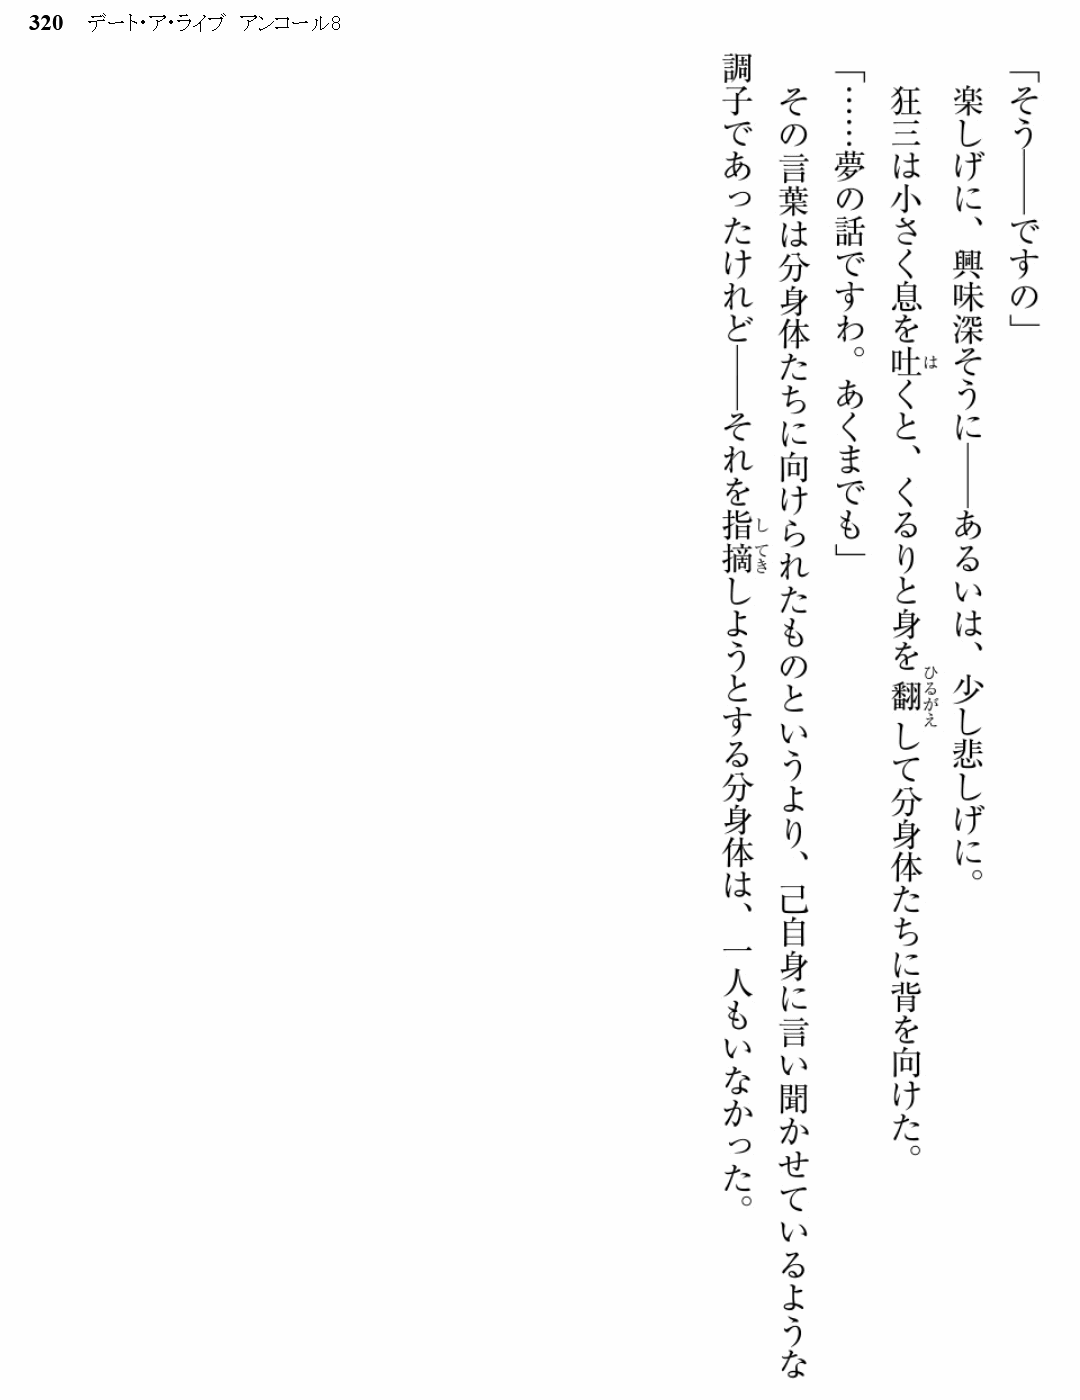 320 デート・ア・ライブ アンコール8
「そう――ですの」
楽しげに、興味深そうに――あるいは、少し悲しげに。
狂三は小さく息を吐くと、くるりと身を翻して分身体たちに背を向けた。
「……夢の話ですわ。あくまでも」
その言葉は分身体たちに向けられたものというより、己自身に言い聞かせているような
調子であったけれど――それを指摘しようとする分身体は、一人もいなかった。